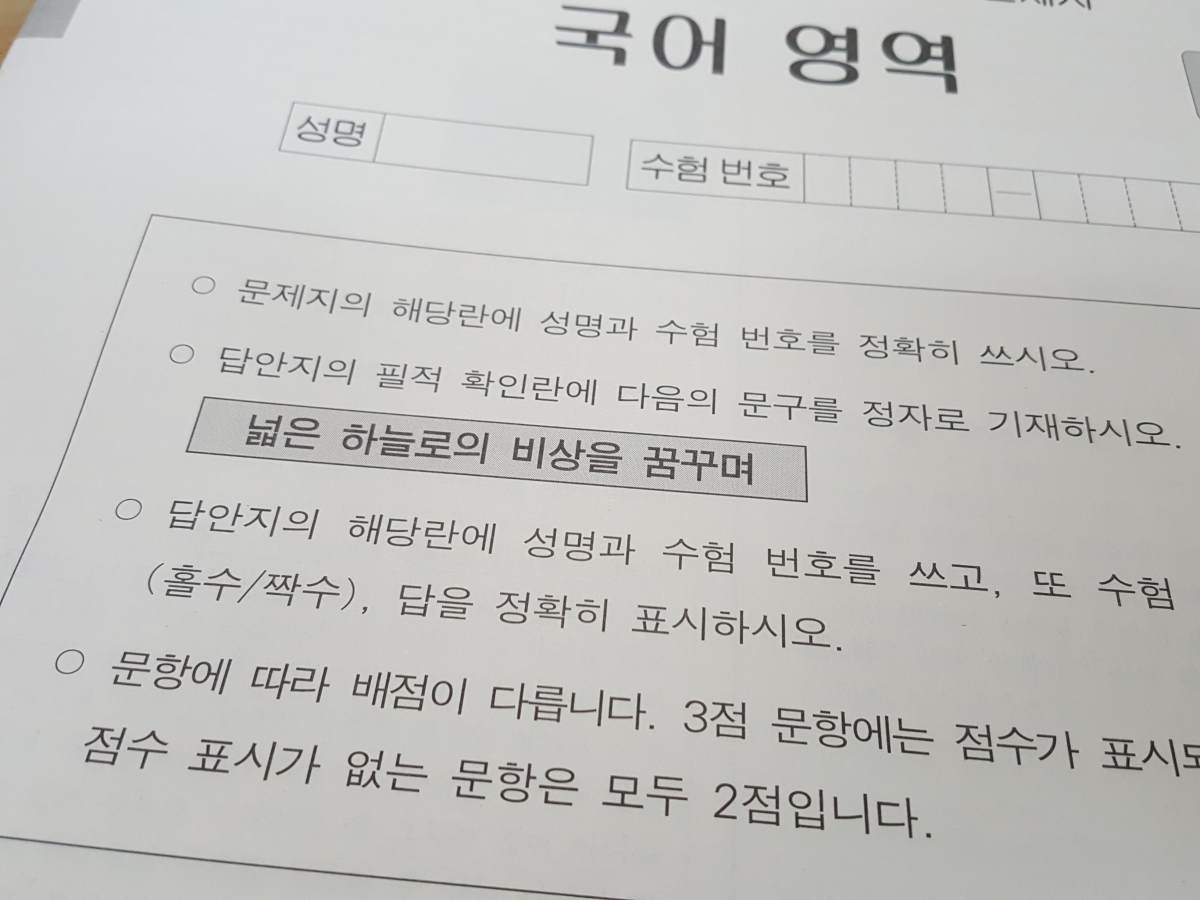 국어 영역
성명
수험 번호
○ 문제지의 해당란에 성명과 수험 번호를 정확히 쓰시오.
○ 답안지의 필적 확인란에 다음의 문구를 정자로 기재하시오.
넓은 하늘로의 비상을 꿈꾸며
○ 답안지의 해당란에 성명과 수험 번호를 쓰고, 또 수험
(홀수/짝수), 답을 정확히 표시하시오.
○ 문항에 따라 배점이 다릅니다. 3점 문항에는 점수가 표시되
점수 표시가 없는 문항은 모두 2점입니다.